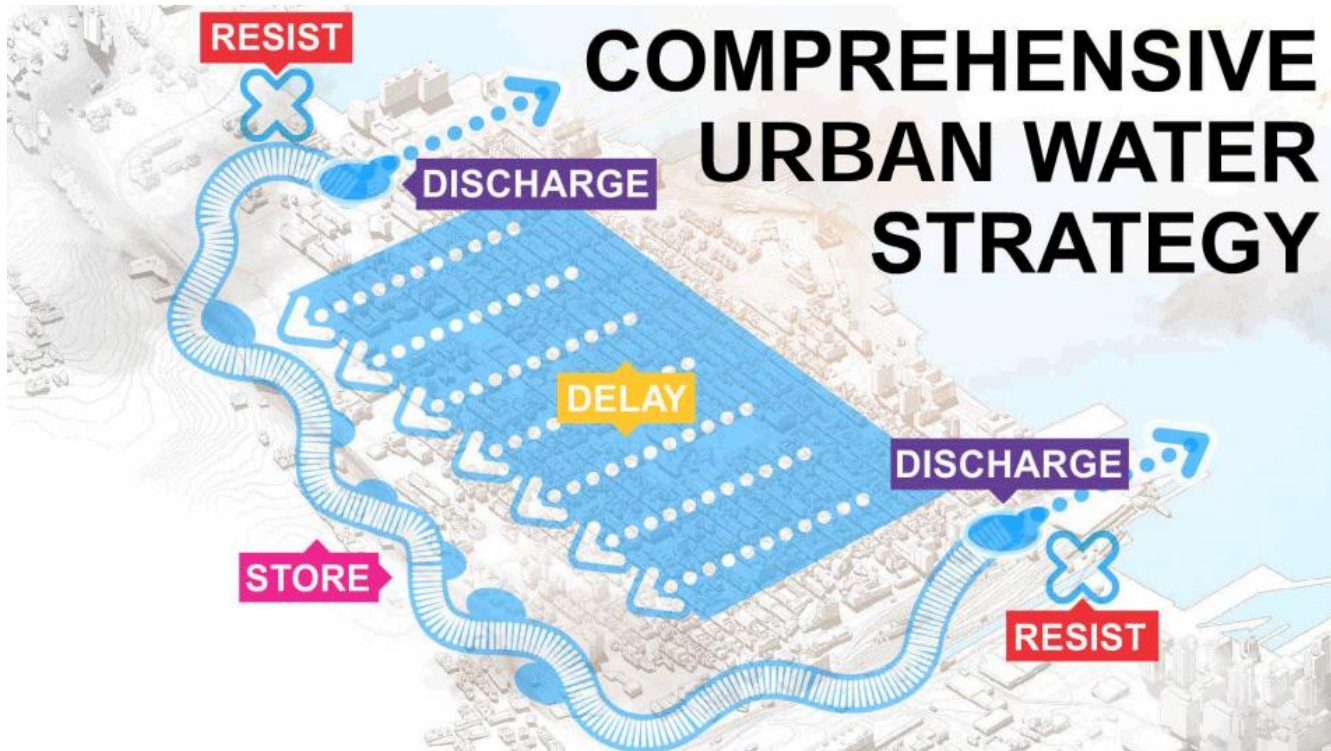 RESIST
COMPREHENSIVE
URBAN WATER
STRATEGY
DISCHARGE
DELAY
DISCHARGE
STORE
RESIST